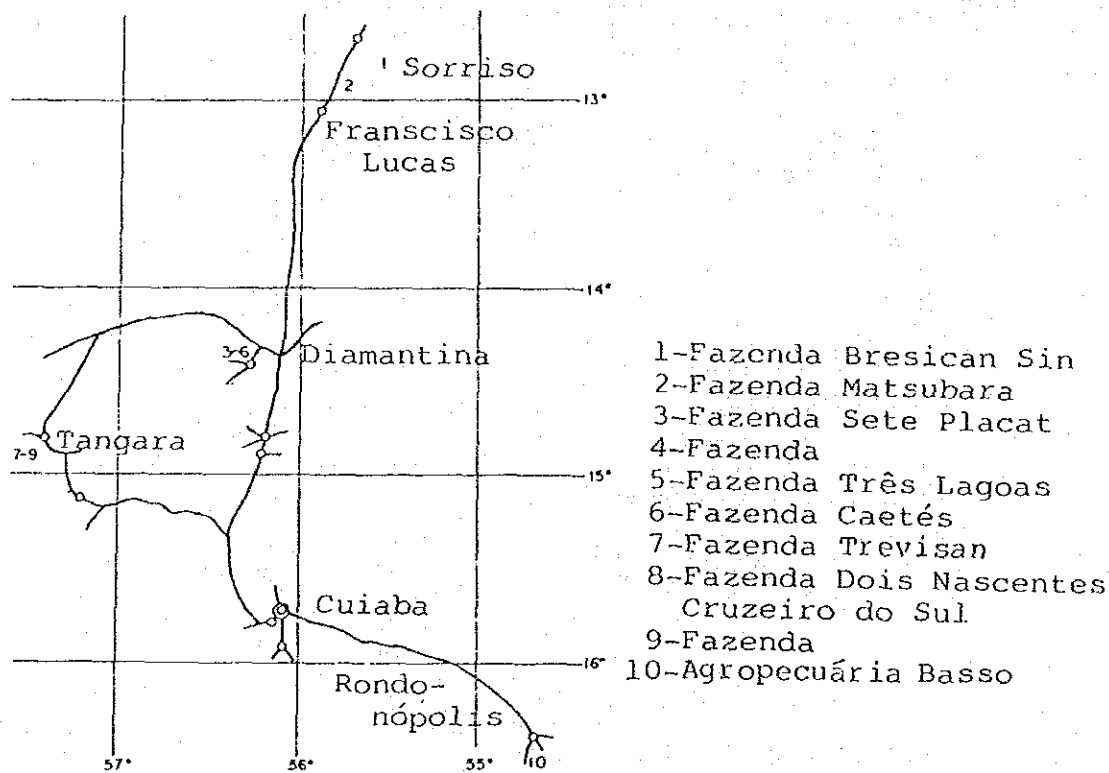 ' Sorriso
2
13°
Franscisco
Lucas
14°
3-6
Diamantina
Tangara
7-9
15°
Cuiaba
16°
Rondo-
nópolis
57°
56°
55°
10
1-Fazenda Bresican Sin
2-Fazenda Matsubara
3-Fazenda Sete Placat
4-Fazenda
5-Fazenda Três Lagoas
6-Fazenda Caetés
7-Fazenda Trevisan
8-Fazenda Dois Nascentes
Cruzeiro do Sul
9-Fazenda
10-Agropecuária Basso